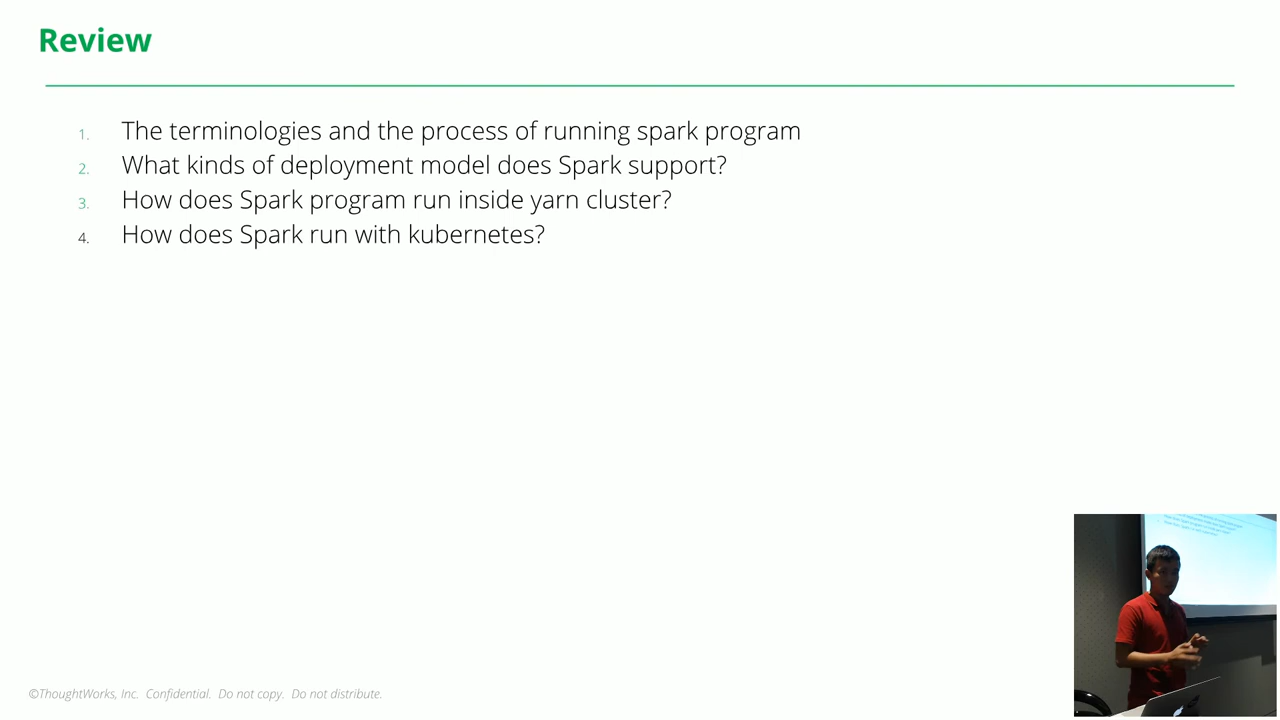 Review
1. The terminologies and the process of running spark program
2. What kinds of deployment model does Spark support?
3. How does Spark program run inside yarn cluster?
4. How does Spark run with kubernetes?
©ThoughtWorks, Inc. Confidential. Do not copy. Do not distribute.